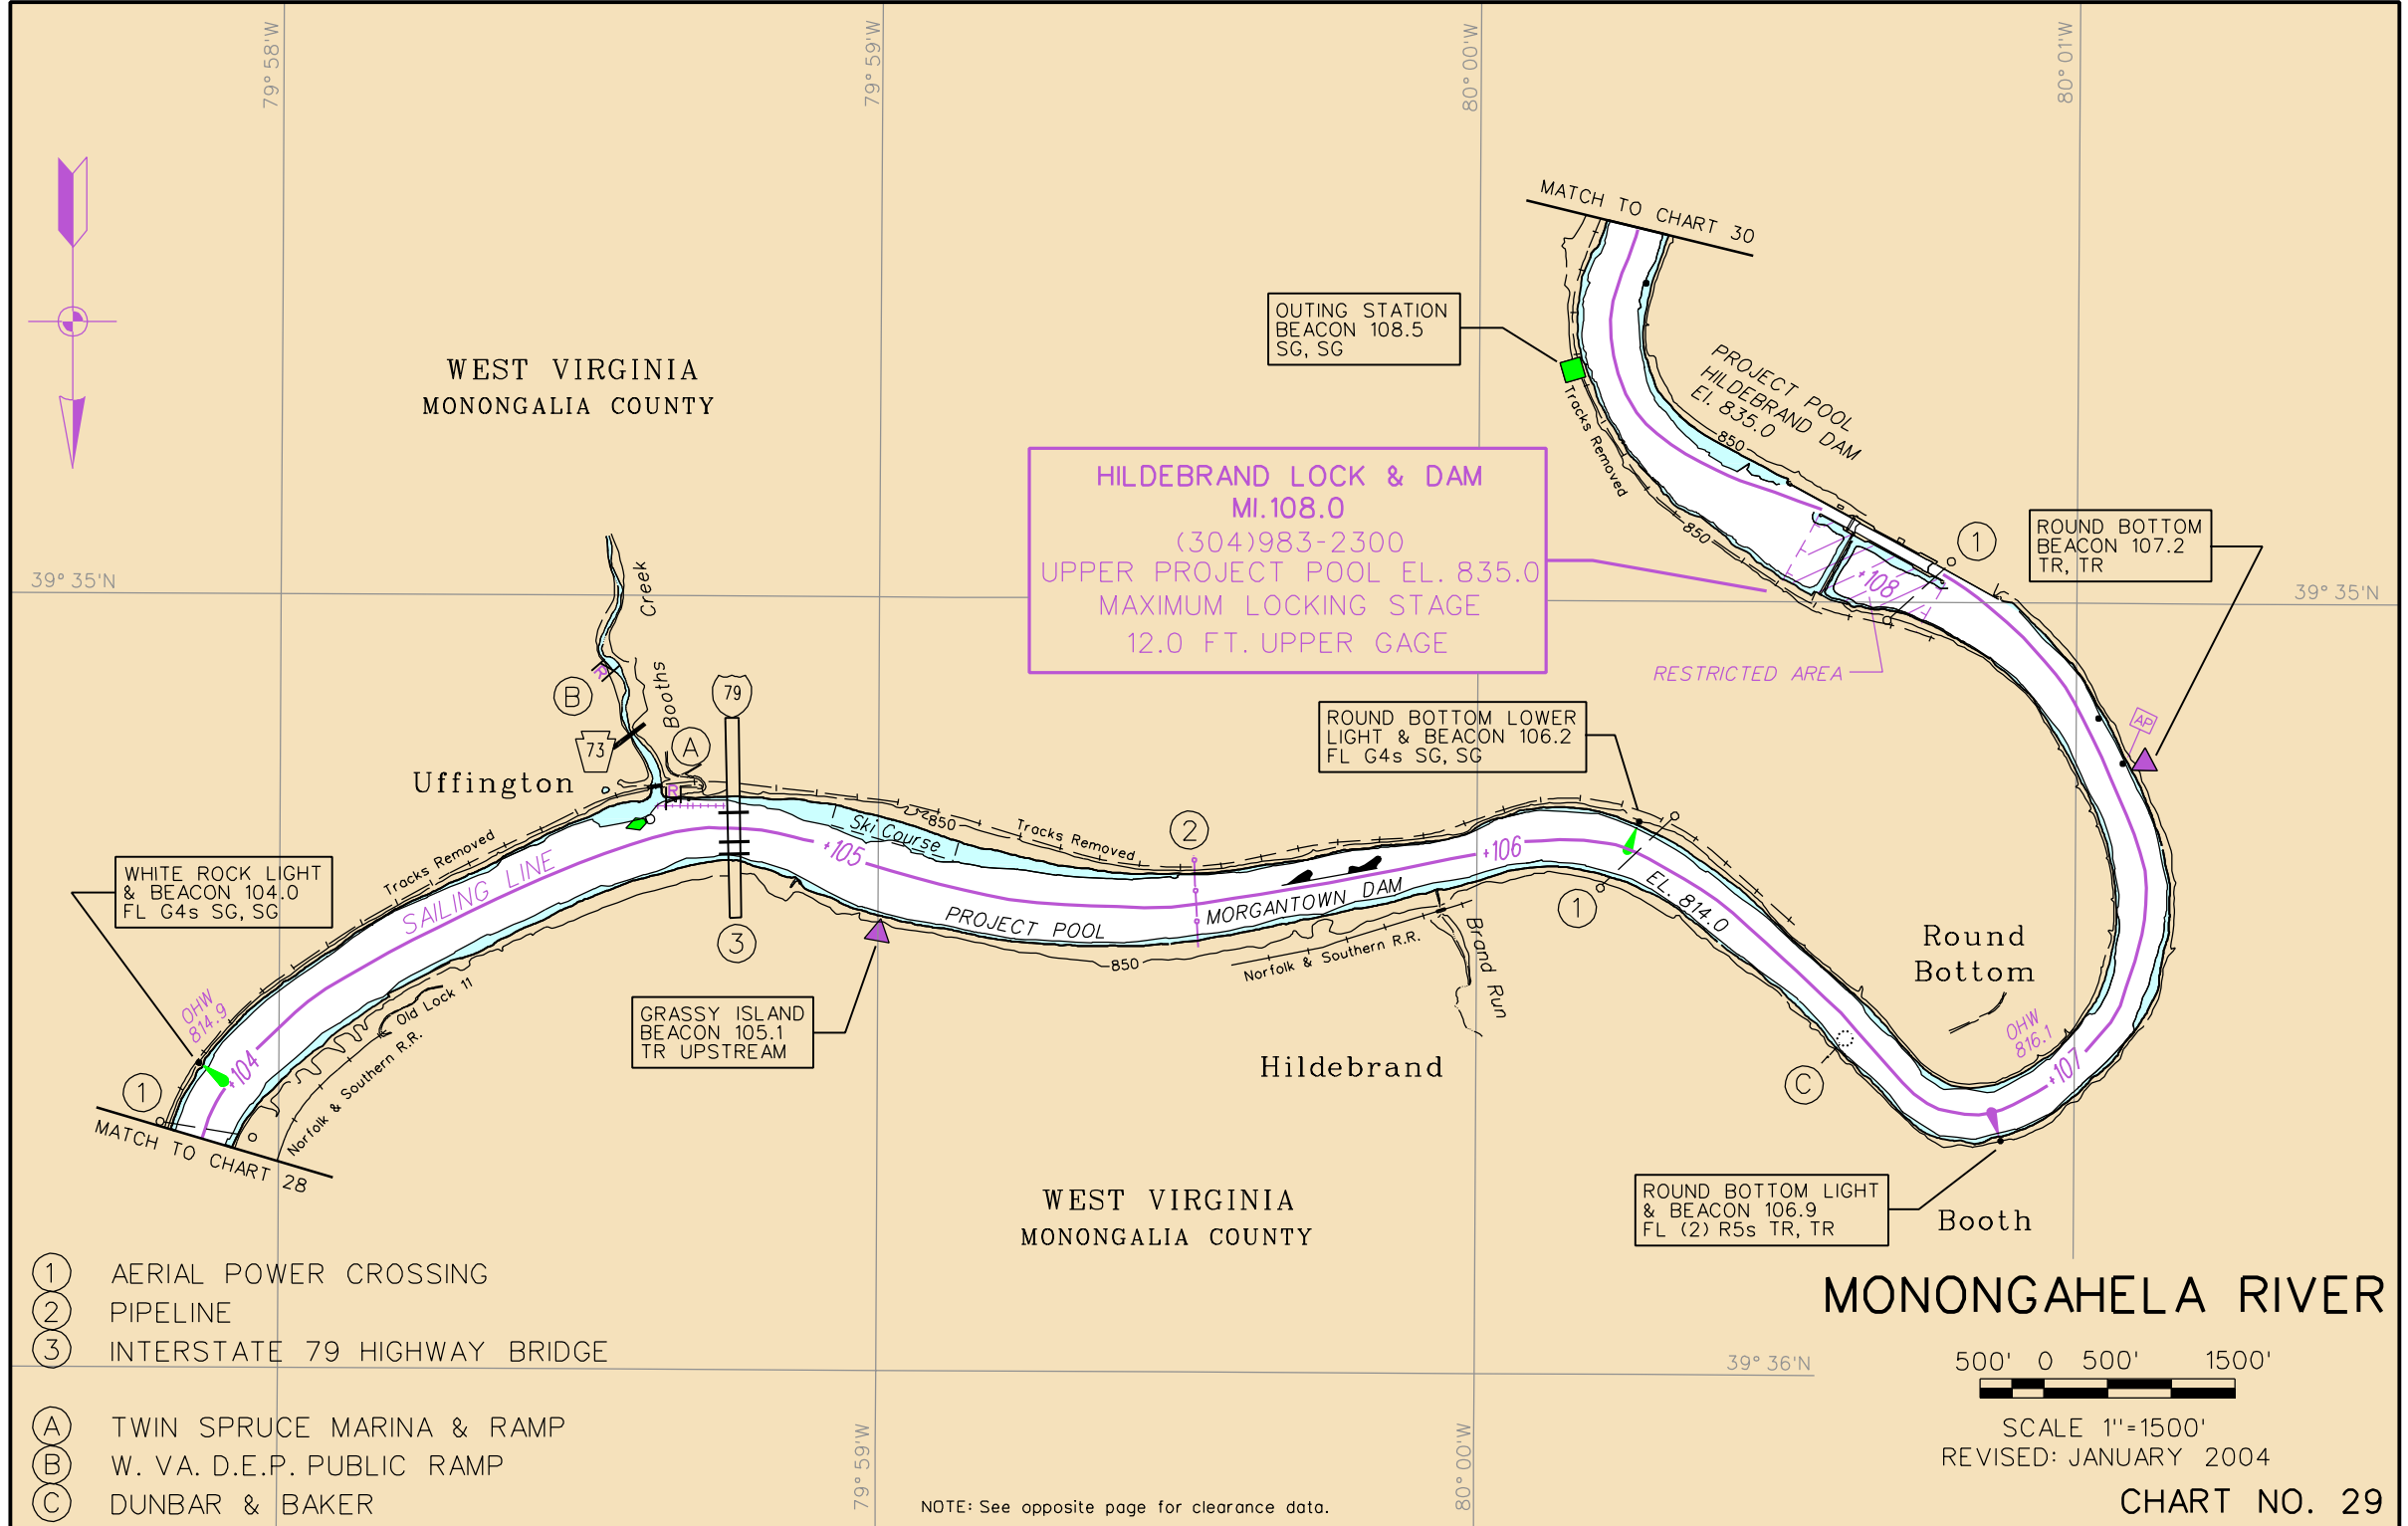 79° 58'W
79° 59'W
80° 00'W
80° 01'W
MATCH TO CHART 30
OUTING STATION
BEACON 108.5
SG, SG
PROJECT POOL
HILDEBRAND DAM
El. 835.0
850
Tracks Removed
850
WEST VIRGINIA
MONONGALIA COUNTY
HILDEBRAND LOCK & DAM
MI.108.0
(304)983-2300
UPPER PROJECT POOL EL. 835.0
MAXIMUM LOCKING STAGE
12.0 FT. UPPER GAGE
1
ROUND BOTTOM
BEACON 107.2
TR, TR
39° 35'N
39° 35'N
+108
RESTRICTED AREA
AP
Booths Creek
R
B
73
A
79
R
Uffington
ROUND BOTTOM LOWER
LIGHT & BEACON 106.2
FL G4s SG, SG
Tracks Removed
SAILING LINE
Ski Course
850
+105
Tracks Removed
2
+106
WHITE ROCK LIGHT
& BEACON 104.0
FL G4s SG, SG
PROJECT POOL
MORGANTOWN DAM
EL. 814.0
1
3
850
Norfolk & Southern R.R.
Brand Run
Round
Bottom
OHW
814.9
+104
Old Lock 11
Norfolk & Southern R.R.
GRASSY ISLAND
BEACON 105.1
TR UPSTREAM
Hildebrand
OHW
816.1
+107
C
1
MATCH TO CHART 28
WEST VIRGINIA
MONONGALIA COUNTY
ROUND BOTTOM LIGHT
& BEACON 106.9
FL (2) R5s TR, TR
Booth
1 AERIAL POWER CROSSING
2 PIPELINE
3 INTERSTATE 79 HIGHWAY BRIDGE
A TWIN SPRUCE MARINA & RAMP
B W. VA. D.E.P. PUBLIC RAMP
C DUNBAR & BAKER
39° 36'N
79° 59'W
80° 00'W
NOTE: See opposite page for clearance data.
MONONGAHELA RIVER
500' 0 500' 1500'
SCALE 1"=1500'
REVISED: JANUARY 2004
CHART NO. 29